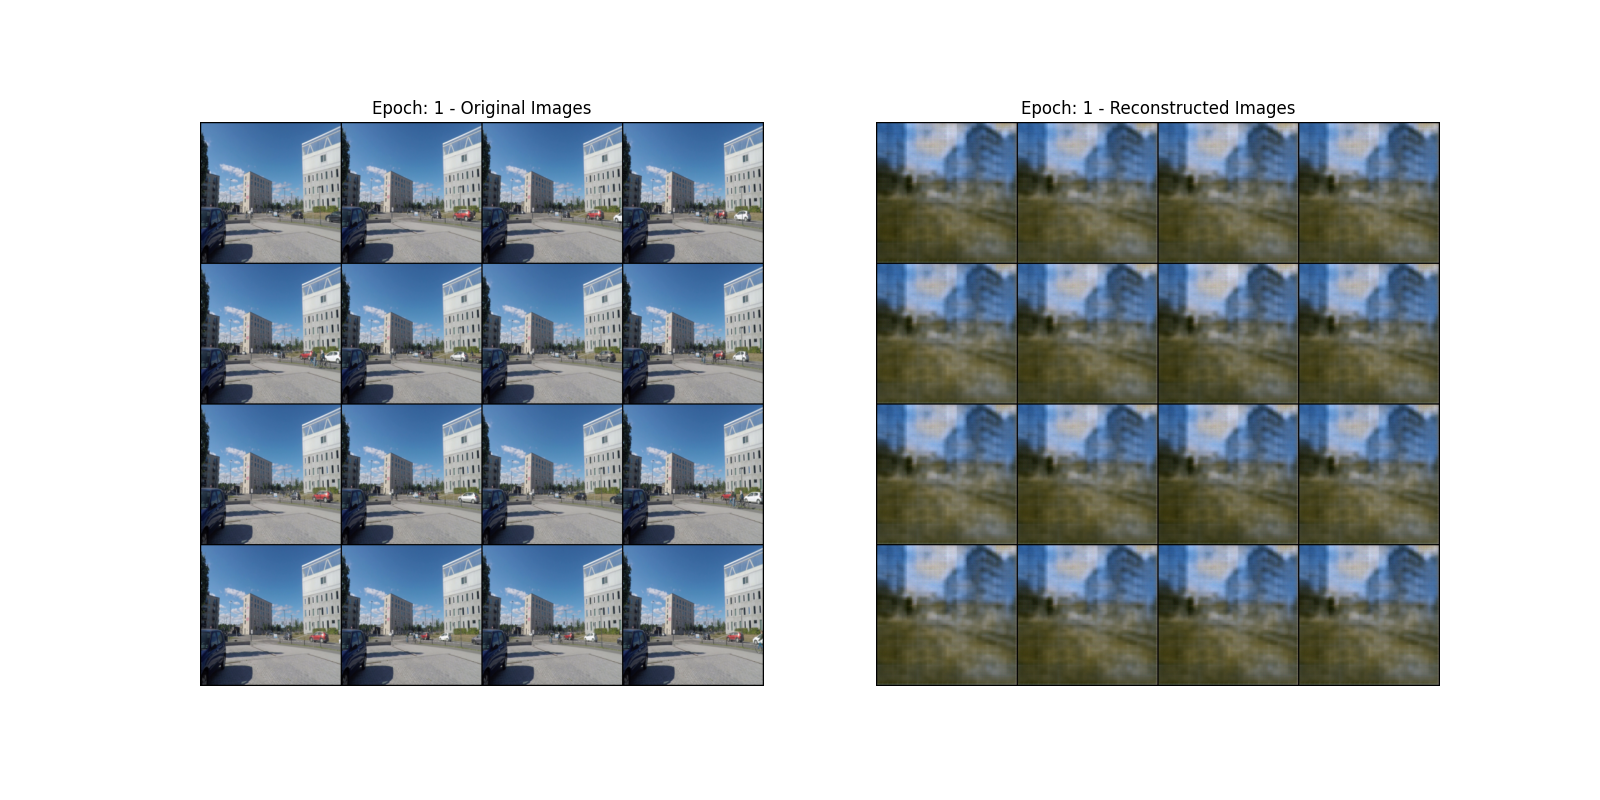 Epoch: 1 - Original Images
Epoch: 1 - Reconstructed Images